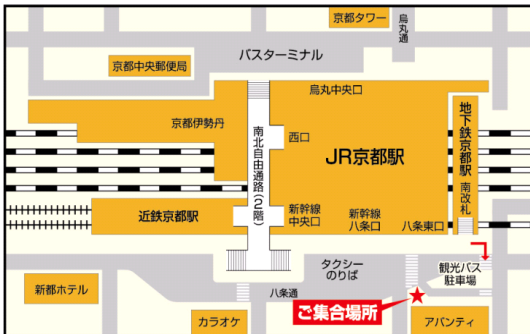 京都タワー
烏丸通
バスターミナル
京都中央郵便局
烏丸中央口
京都伊勢丹
南北自由通路(2階)
西口
JR京都駅
地下鉄京都駅
南改札
近鉄京都駅
新幹線
中央口
新幹線
八条口
八条東口
タクシー
のりば
観光バス
駐車場
新都ホテル
八条通
ご集合場所
カラオケ
アバンティ